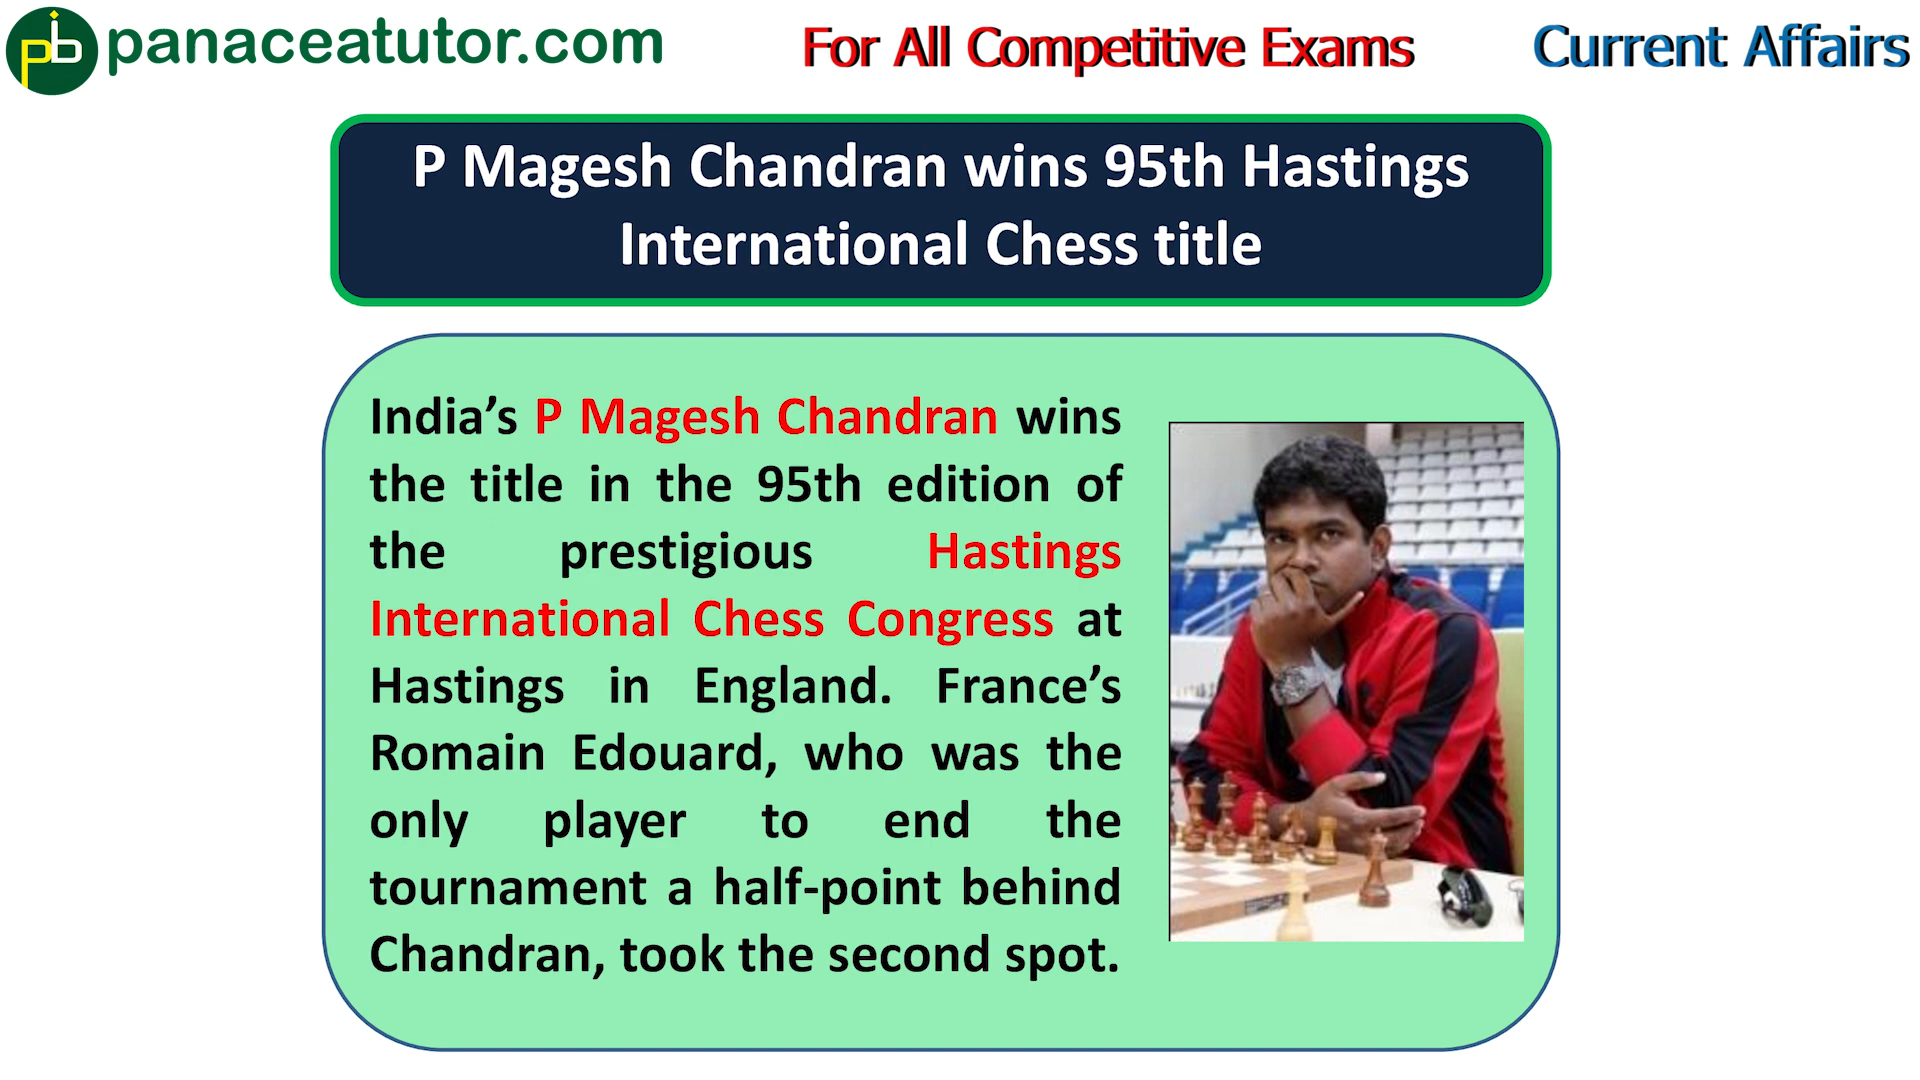 pb panaceatutor.com For All Competitive Exams Current Affairs
P Magesh Chandran wins 95th Hastings
International Chess title
India’s P Magesh Chandran wins
the title in the 95th edition of
the prestigious Hastings
International Chess Congress at
Hastings in England. France’s
Romain Edouard, who was the
only player to end the
tournament a half-point behind
Chandran, took the second spot.